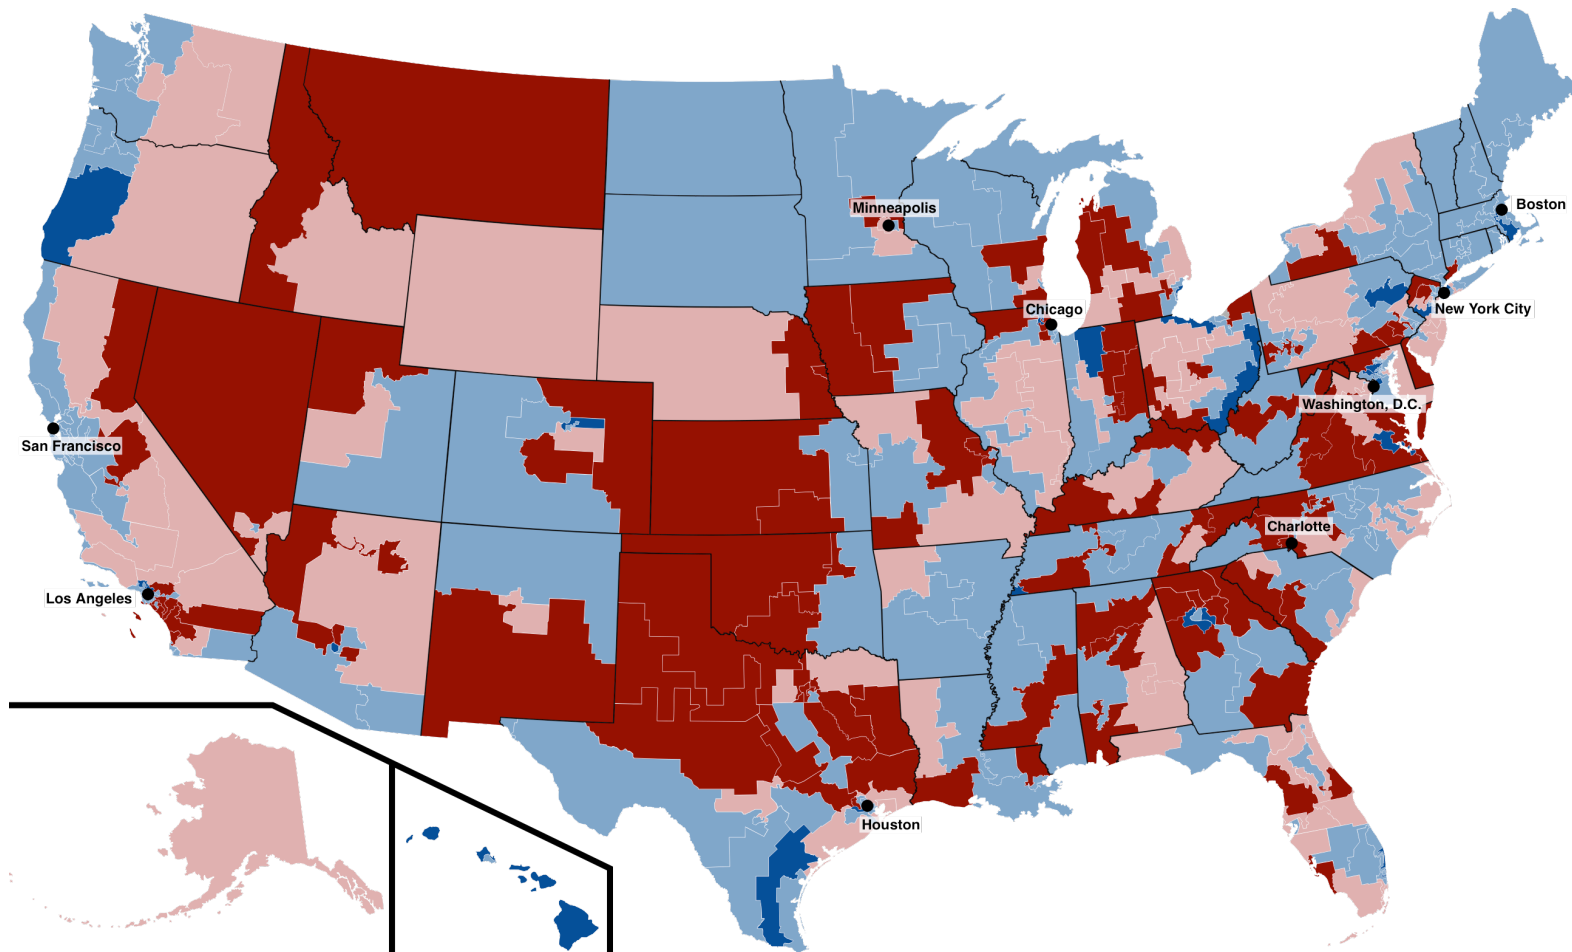 Minneapolis
Boston
Chicago
New York City
Washington, D.C.
San Francisco
Charlotte
Los Angeles
Houston